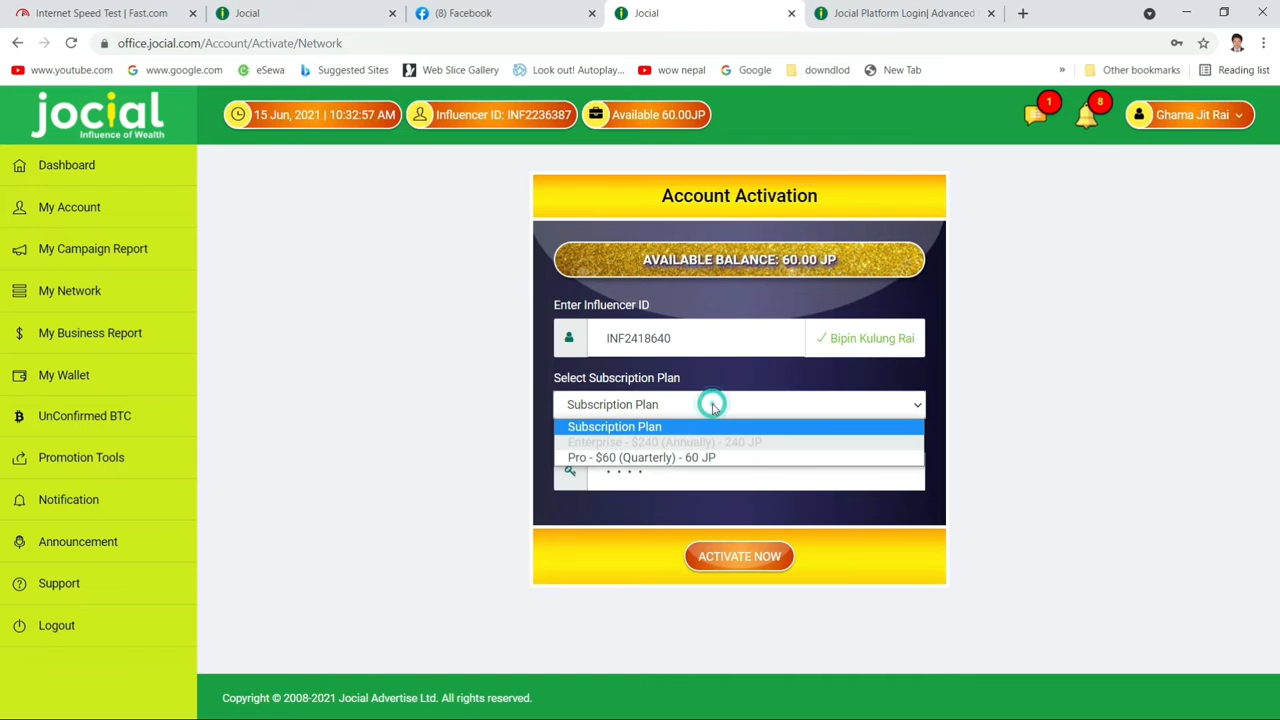 Internet Speed Test | Fast.com
Jocial
(8) Facebook
Jocial
Jocial Platform Login| Advanced
office.jocial.com/Account/Activate/Network
www.youtube.com
www.google.com
eSewa
Suggested Sites
Web Slice Gallery
Look out! Autoplay...
wow nepal
Google
downdlod
New Tab
»
Other bookmarks
Reading list
jocial
Influence of Wealth
15 Jun, 2021 | 10:32:57 AM
Influencer ID: INF2236387
Available 60.00JP
1
8
Ghama Jit Rai
Dashboard
My Account
My Campaign Report
My Network
My Business Report
My Wallet
UnConfirmed BTC
Promotion Tools
Notification
Announcement
Support
Logout
Account Activation
AVAILABLE BALANCE: 60.00 JP
Enter Influencer ID
INF2418640
Bipin Kulung Rai
Select Subscription Plan
Subscription Plan
Subscription Plan
Enterprise - $240 (Annually) - 240 JP
Pro - $60 (Quarterly) - 60 JP
ACTIVATE NOW
Copyright © 2008-2021 Jocial Advertise Ltd. All rights reserved.